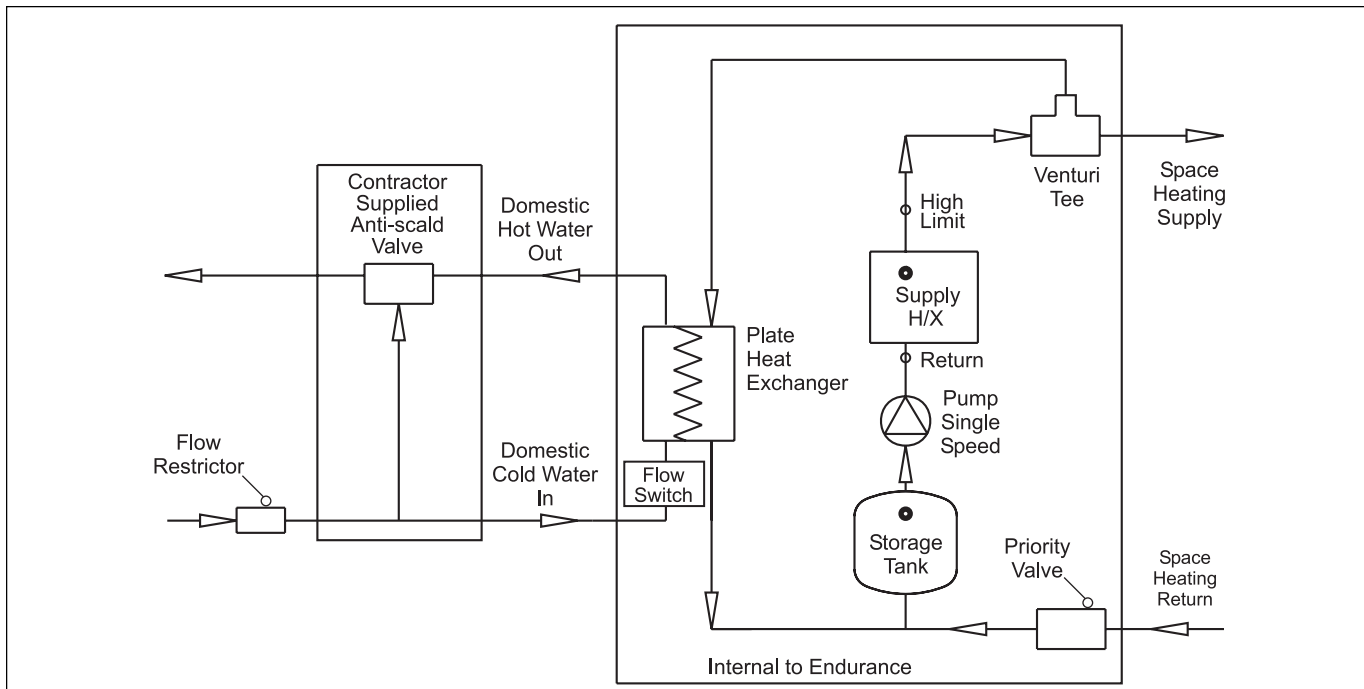 Contractor
Supplied
Anti-scald
Valve
Domestic
Hot Water
Out
High
Limit
Venturi
Tee
Space
Heating
Supply
Supply
H/X
Plate
Heat
Exchanger
Return
Pump
Single
Speed
Flow
Restrictor
Domestic
Cold Water
In
Flow
Switch
Storage
Tank
Priority
Valve
Space
Heating
Return
Internal to Endurance